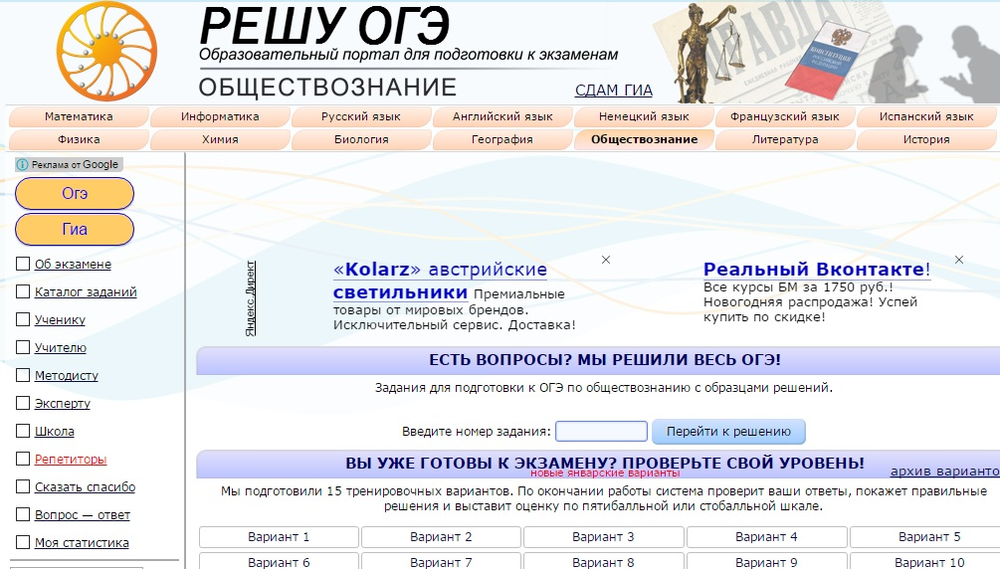 РЕШУ ОГЭ
Образовательный портал для подготовки к экзаменам
ОБЩЕСТВОЗНАНИЕ
СДАМ ГИА
ПРАВДА
КОНСТИТУЦИЯ
Математика Информатика Русский язык Английский язык Немецкий язык Французский язык Испанский язык
Физика Химия Биология География Обществознание Литература История
Реклама от Google
Огэ
Гиа
Об экзамене
Каталог заданий
Ученику
Учителю
Методисту
Эксперту
Школа
Репетиторы
Сказать спасибо
Вопрос — ответ
Моя статистика
Яндекс.Директ
«Kolarz» австрийские
светильники Премиальные
товары от мировых брендов.
Исключительный сервис. Доставка!
Реальный Вконтакте!
Все курсы БМ за 1750 руб.!
Новогодняя распродажа! Успей
купить по скидке!
ЕСТЬ ВОПРОСЫ? МЫ РЕШИЛИ ВЕСЬ ОГЭ!
Задания для подготовки к ОГЭ по обществознанию с образцами решений.
Введите номер задания: Перейти к решению
ВЫ УЖЕ ГОТОВЫ К ЭКЗАМЕНУ? ПРОВЕРЬТЕ СВОЙ УРОВЕНЬ!
новые январские варианты
архив варианто
Мы подготовили 15 тренировочных вариантов. По окончании работы система проверит ваши ответы, покажет правильные
решения и выставит оценку по пятибалльной или стобалльной шкале.
Вариант 1 Вариант 2 Вариант 3 Вариант 4 Вариант 5
Вариант 6 Вариант 7 Вариант 8 Вариант 9 Вариант 10